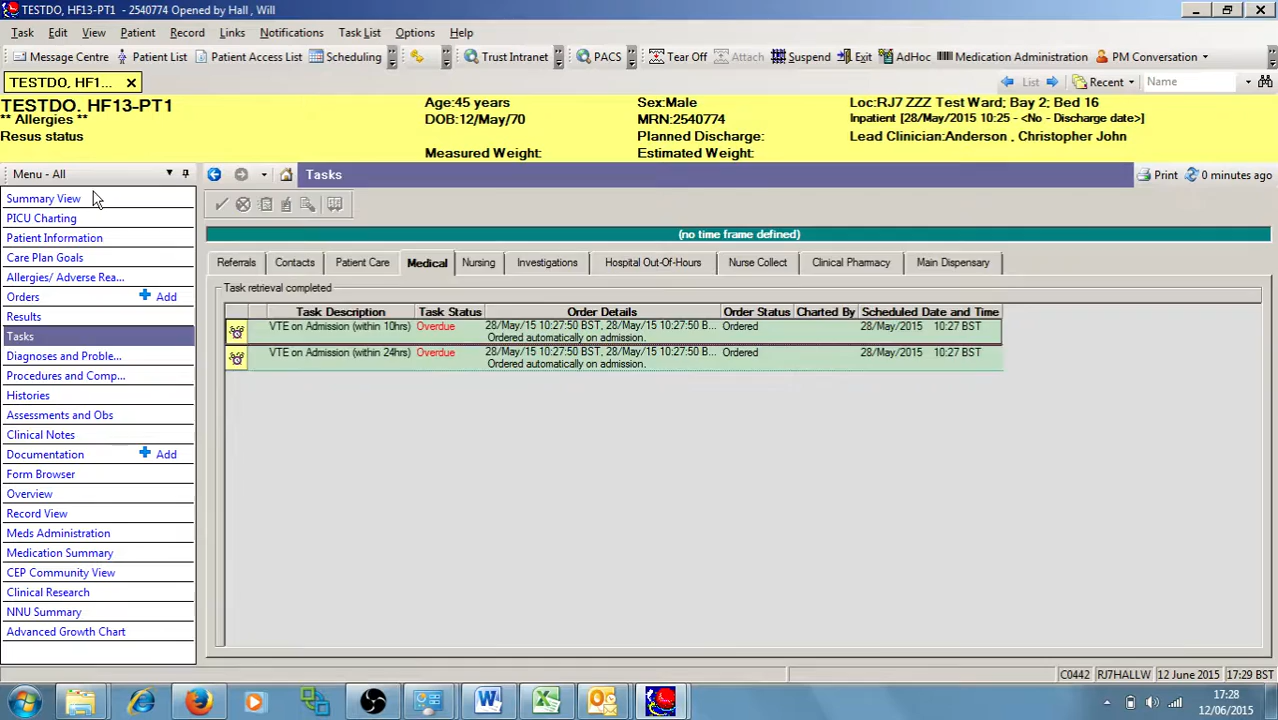 TESTDO, HF13-PT1 - 2540774 Opened by Hall , Will
Task Edit View Patient Record Links Notifications Task List Options Help
Message Centre Patient List Patient Access List Scheduling Trust Intranet PACS Tear Off Attach Suspend Exit AdHoc Medication Administration PM Conversation
TESTDO, HF1... List Recent Name
TESTDO, HF13-PT1 Age:45 years Sex:Male Loc:RJ7 ZZZ Test Ward; Bay 2; Bed 16
** Allergies ** DOB:12/May/70 MRN:2540774 Inpatient [28/May/2015 10:25 - <No - Discharge date>]
Resus status Planned Discharge: Lead Clinician:Anderson , Christopher John
Measured Weight: Estimated Weight:
Menu - All
Summary View
PICU Charting
Patient Information
Care Plan Goals
Allergies/ Adverse Rea...
Orders Add
Results
Tasks
Diagnoses and Proble...
Procedures and Comp...
Histories
Assessments and Obs
Clinical Notes
Documentation Add
Form Browser
Overview
Record View
Meds Administration
Medication Summary
CEP Community View
Clinical Research
NNU Summary
Advanced Growth Chart
Tasks Print 0 minutes ago
(no time frame defined)
Referrals Contacts Patient Care Medical Nursing Investigations Hospital Out-Of-Hours Nurse Collect Clinical Pharmacy Main Dispensary
Task retrieval completed
Task Description Task Status Order Details Order Status Charted By Scheduled Date and Time
VTE on Admission (within 10hrs) Overdue 28/May/15 10:27:50 BST, 28/May/15 10:27:50 B... Ordered 28/May/2015 10:27 BST
Ordered automatically on admission.
VTE on Admission (within 24hrs) Overdue 28/May/15 10:27:50 BST, 28/May/15 10:27:50 B... Ordered 28/May/2015 10:27 BST
Ordered automatically on admission.
C0442 RJ7HALLW 12 June 2015 17:29 BST
17:28
12/06/2015